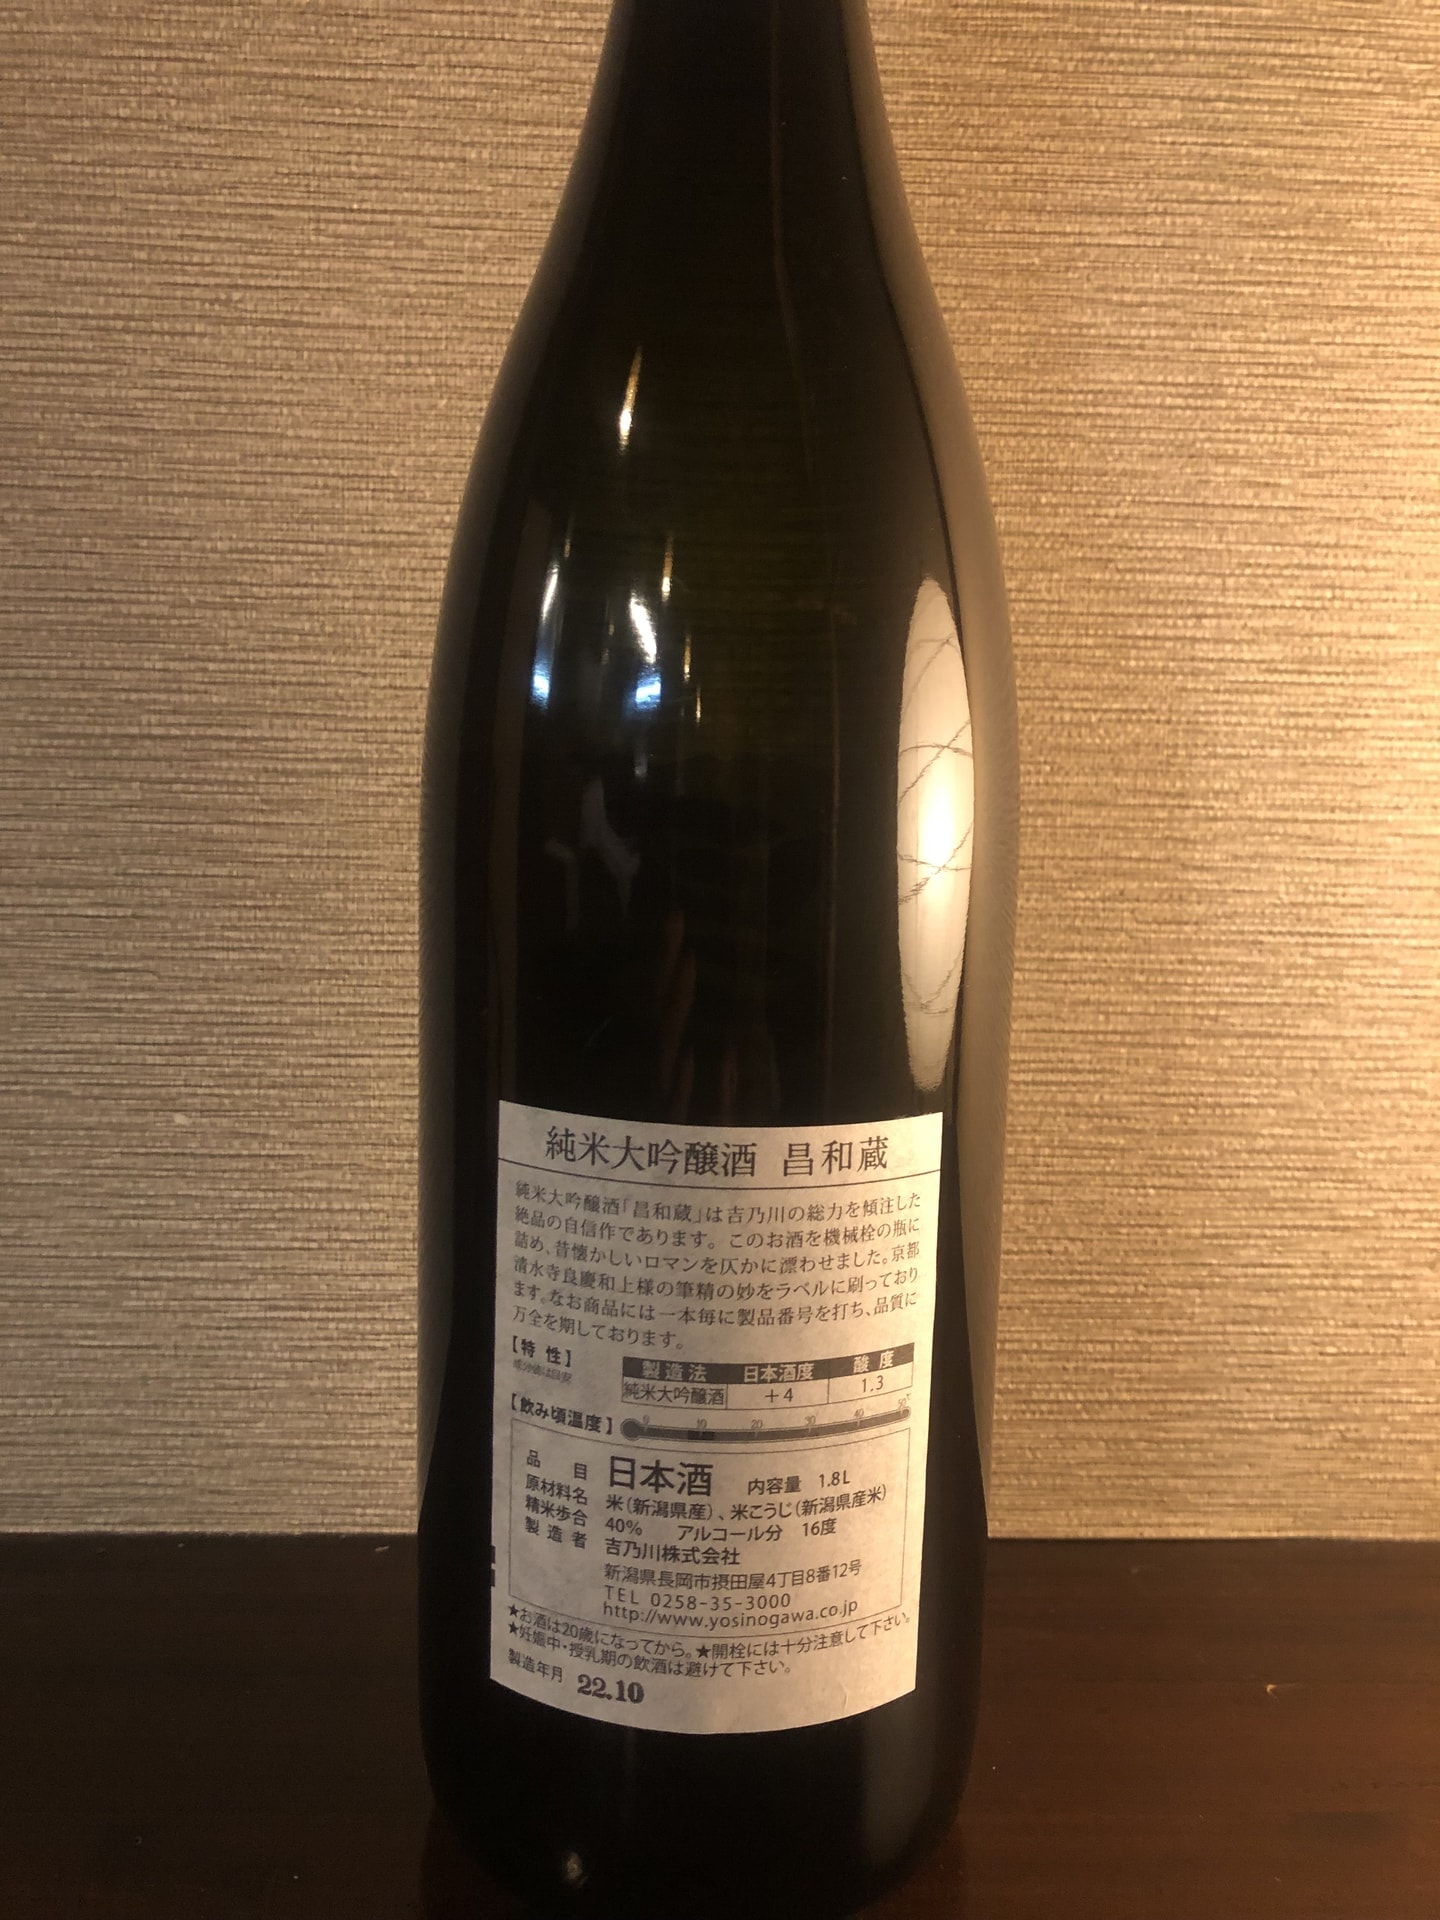 純米大吟醸酒 昌和蔵
純米大吟醸酒「昌和蔵」は吉乃川の総力を傾注した
絶品の自信作であります。このお酒を機械栓の瓶に
詰め、昔懐かしいロマンを仄かに漂わせました。京都
清水寺良慶和上様の筆精の妙をラベルに刷っており
ます。なお商品には一本毎に製品番号を打ち、品質に
万全を期しております。
【特 性】 製造法 日本酒度 酸 度
成分値は目安 純米大吟醸酒 +4 1.3
【飲み頃温度】 0 10 20 30 40 50℃
品 目 日本酒 内容量 1.8L
原材料名 米(新潟県産)、米こうじ(新潟県産米)
精米歩合 40% アルコール分 16度
製造者 吉乃川株式会社
新潟県長岡市摂田屋4丁目8番12号
TEL 0258-35-3000
http://www.yosinogawa.co.jp
★お酒は20歳になってから。★開栓には十分注意して下さい。
★妊娠中・授乳期の飲酒は避けて下さい。
製造年月 22.10